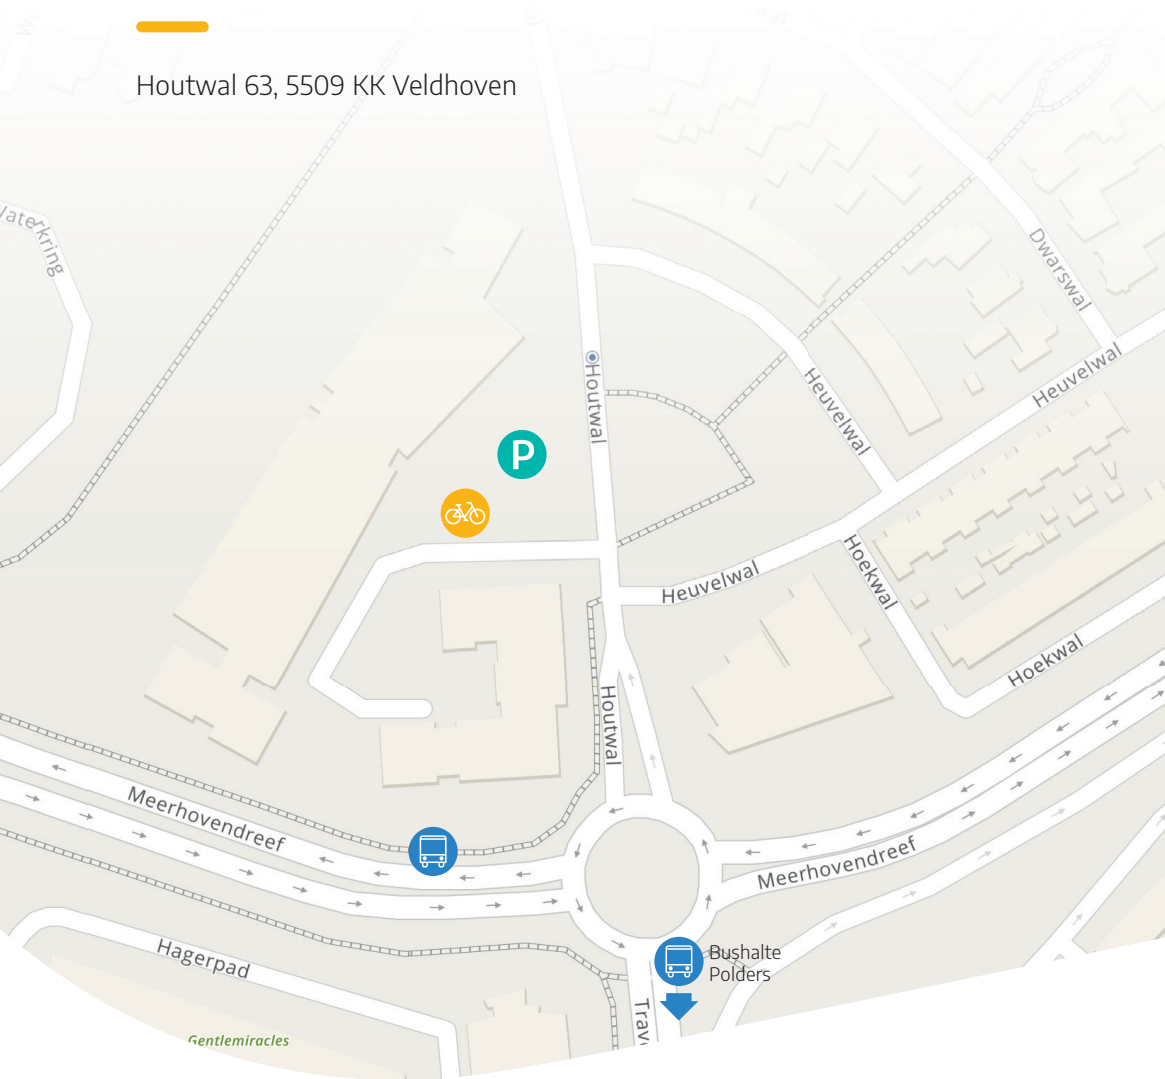 Houtwal 63, 5509 KK Veldhoven
Dwarswal
Heuvelwal
Houtwal
Heuvelwal
P
Heuvelwal
Hoekwal
Hoekwal
Houtwal
Meerhovendreef
Meerhovendreef
Hagerpad
Bushalte
Polders
Gentlemiracles